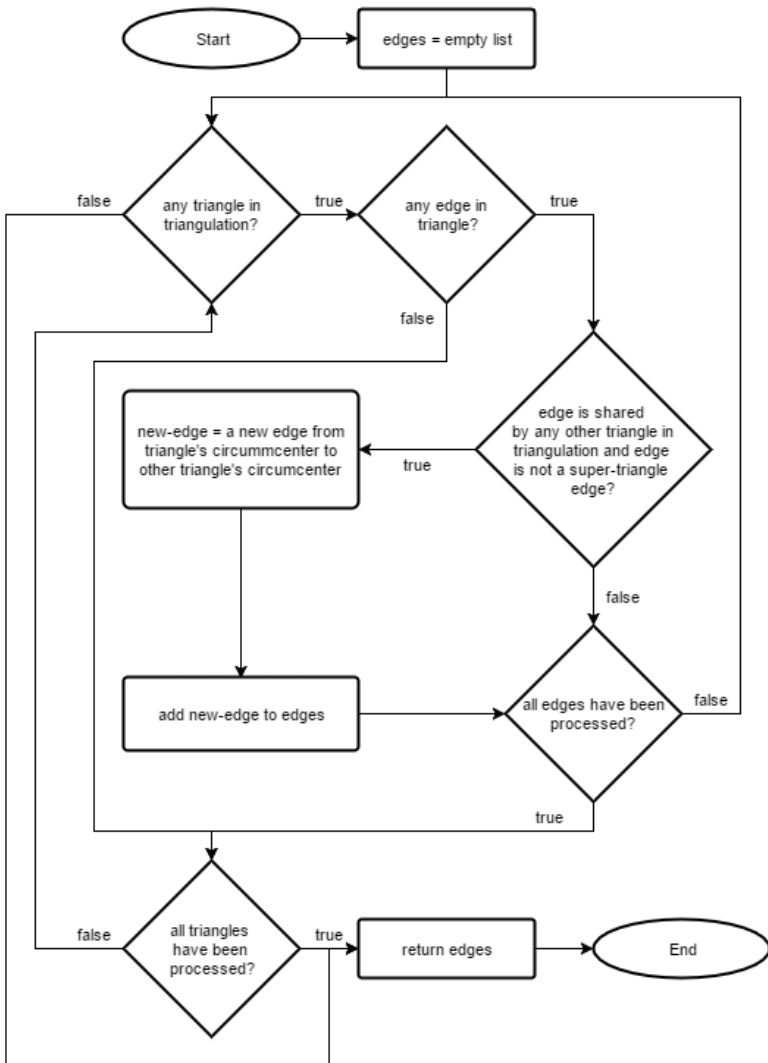 Start
edges = empty list
false
any triangle in
triangulation?
true
any edge in
triangle?
true
false
edge is shared
by any other triangle in
triangulation and edge
is not a super-triangle
edge?
true
new-edge = a new edge from
triangle's circummcenter to
other triangle's circumcenter
false
add new-edge to edges
all edges have been
processed?
false
true
false
all triangles
have been
processed?
true
return edges
End